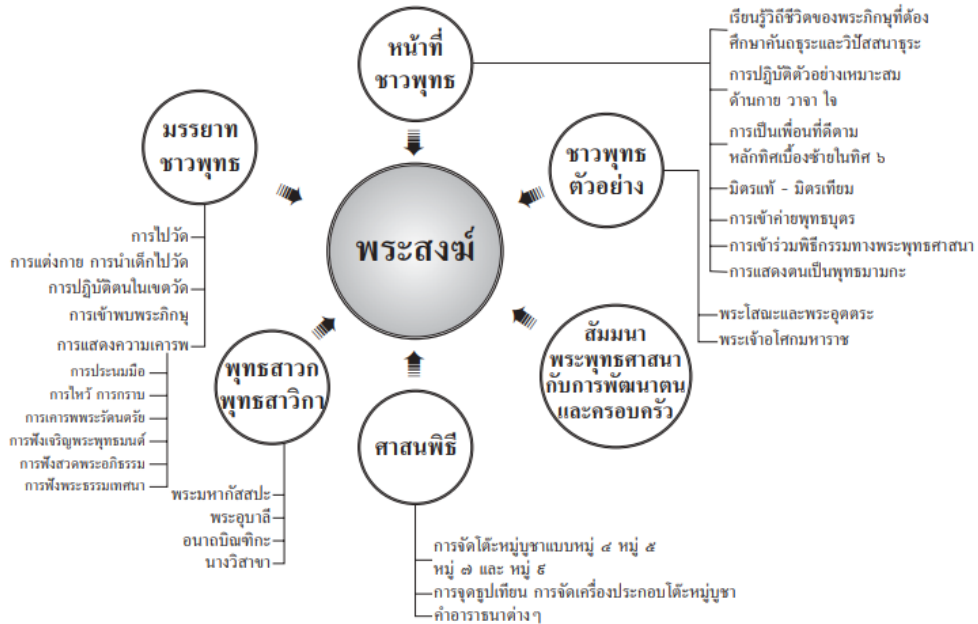 หน้าที่
ชาวพุทธ
เรียนรู้วิถีชีวิตของพระภิกษุที่ต้อง
ศึกษาคันถธุระและวิปัสสนาธุระ
การปฏิบัติตัวอย่างเหมาะสม
ด้านกาย วาจา ใจ
การเป็นเพื่อนที่ดีตาม
หลักทิศเบื้องซ้ายในทิศ ๖
มิตรแท้ - มิตรเทียม
การเข้าค่ายพุทธบุตร
การเข้าร่วมพิธีกรรมทางพระพุทธศาสนา
การแสดงตนเป็นพุทธมามกะ
มรรยาท
ชาวพุทธ
ชาวพุทธ
ตัวอย่าง
พระสงฆ์
การไปวัด
การแต่งกาย การนำเด็กไปวัด
การปฏิบัติตนในเขตวัด
การเข้าพบพระภิกษุ
การแสดงความเคารพ
การประนมมือ
การไหว้ การกราบ
การเคารพพระรัตนตรัย
การฟังเจริญพระพุทธมนต์
การฟังสวดพระอภิธรรม
การฟังพระธรรมเทศนา
พระโสณะและพระอุตตระ
พระเจ้าอโศกมหาราช
พุทธสาวก
พุทธสาวิกา
พระมหากัสสปะ
พระอุบาลี
อนาถบิณฑิกะ
นางวิสาขา
ศาสนพิธี
สัมมนา
พระพุทธศาสนา
กับการพัฒนาตน
และครอบครัว
การจัดโต๊ะหมู่บูชาแบบหมู่ ๔ หมู่ ๕
หมู่ ๗ และ หมู่ ๙
การจุดธูปเทียน การจัดเครื่องประกอบโต๊ะหมู่บูชา
คำอาราธนาต่างๆ